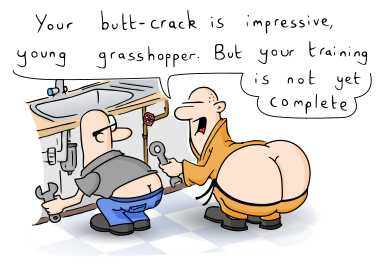 Your butt-crack is impressive,
young grasshopper. But your training
is not yet
complete